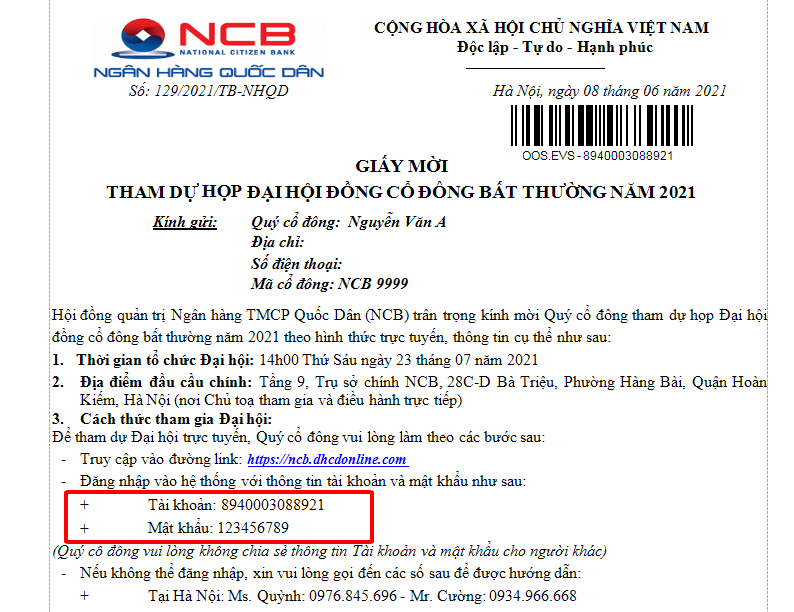 NCB
NATIONAL CITIZEN BANK
NGÂN HÀNG QUỐC DÂN
Số: 129/2021/TB-NHQD
CỘNG HÒA XÃ HỘI CHỦ NGHĨA VIỆT NAM
Độc lập - Tự do - Hạnh phúc
Hà Nội, ngày 08 tháng 06 năm 2021
OOS.EVS - 8940003088921
GIẤY MỜI
THAM DỰ HỌP ĐẠI HỘI ĐỒNG CỔ ĐÔNG BẤT THƯỜNG NĂM 2021
Kính gửi: Quý cổ đông: Nguyễn Văn A
Địa chỉ:
Số điện thoại:
Mã cổ đông: NCB 9999
Hội đồng quản trị Ngân hàng TMCP Quốc Dân (NCB) trân trọng kính mời Quý cổ đông tham dự họp Đại hội
đồng cổ đông bất thường năm 2021 theo hình thức trực tuyến, thông tin cụ thể như sau:
1. Thời gian tổ chức Đại hội: 14h00 Thứ Sáu ngày 23 tháng 07 năm 2021
2. Địa điểm đầu cầu chính: Tầng 9, Trụ sở chính NCB, 28C-D Bà Triệu, Phường Hàng Bài, Quận Hoàn
Kiếm, Hà Nội (nơi Chủ toạ tham gia và điều hành trực tiếp)
3. Cách thức tham gia Đại hội:
Để tham dự Đại hội trực tuyến, Quý cổ đông vui lòng làm theo các bước sau:
- Truy cập vào đường link: https://ncb.dhcdonline.com
- Đăng nhập vào hệ thống với thông tin tài khoản và mật khẩu như sau:
+ Tài khoản: 8940003088921
+ Mật khẩu: 123456789
(Quý cổ đông vui lòng không chia sẻ thông tin Tài khoản và mật khẩu cho người khác)
- Nếu không thể đăng nhập, xin vui lòng gọi đến các số sau để được hướng dẫn:
+ Tại Hà Nội: Ms. Quỳnh: 0976.845.696 - Mr. Cường: 0934.966.668